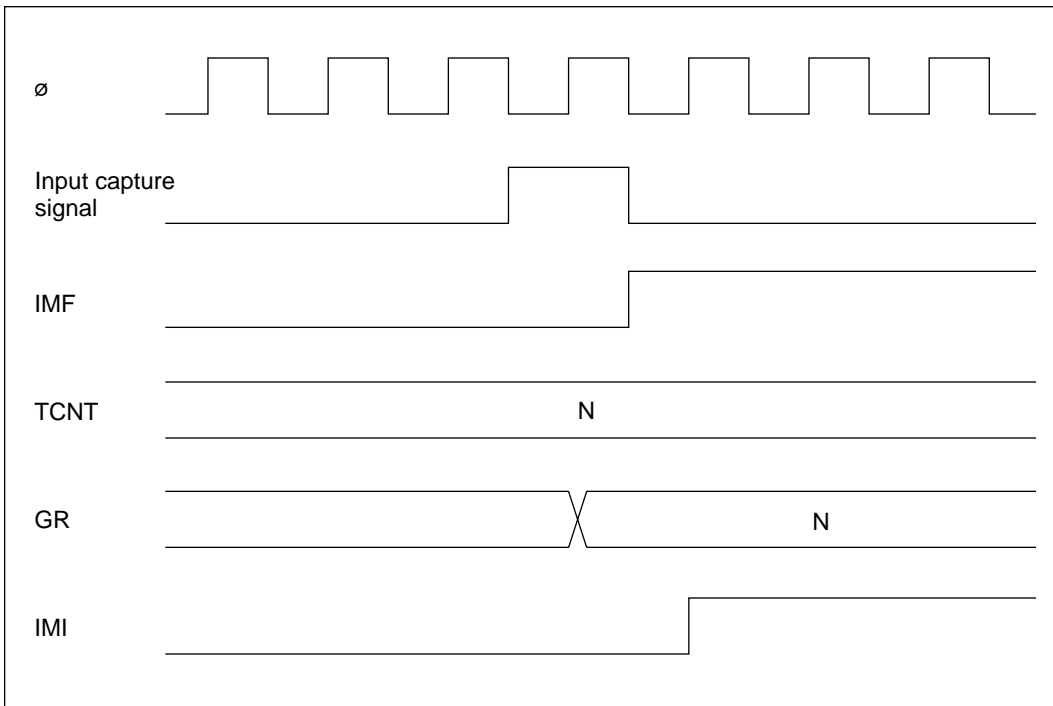 ø
Input capture
signal
IMF
TCNT
N
GR
N
IMI